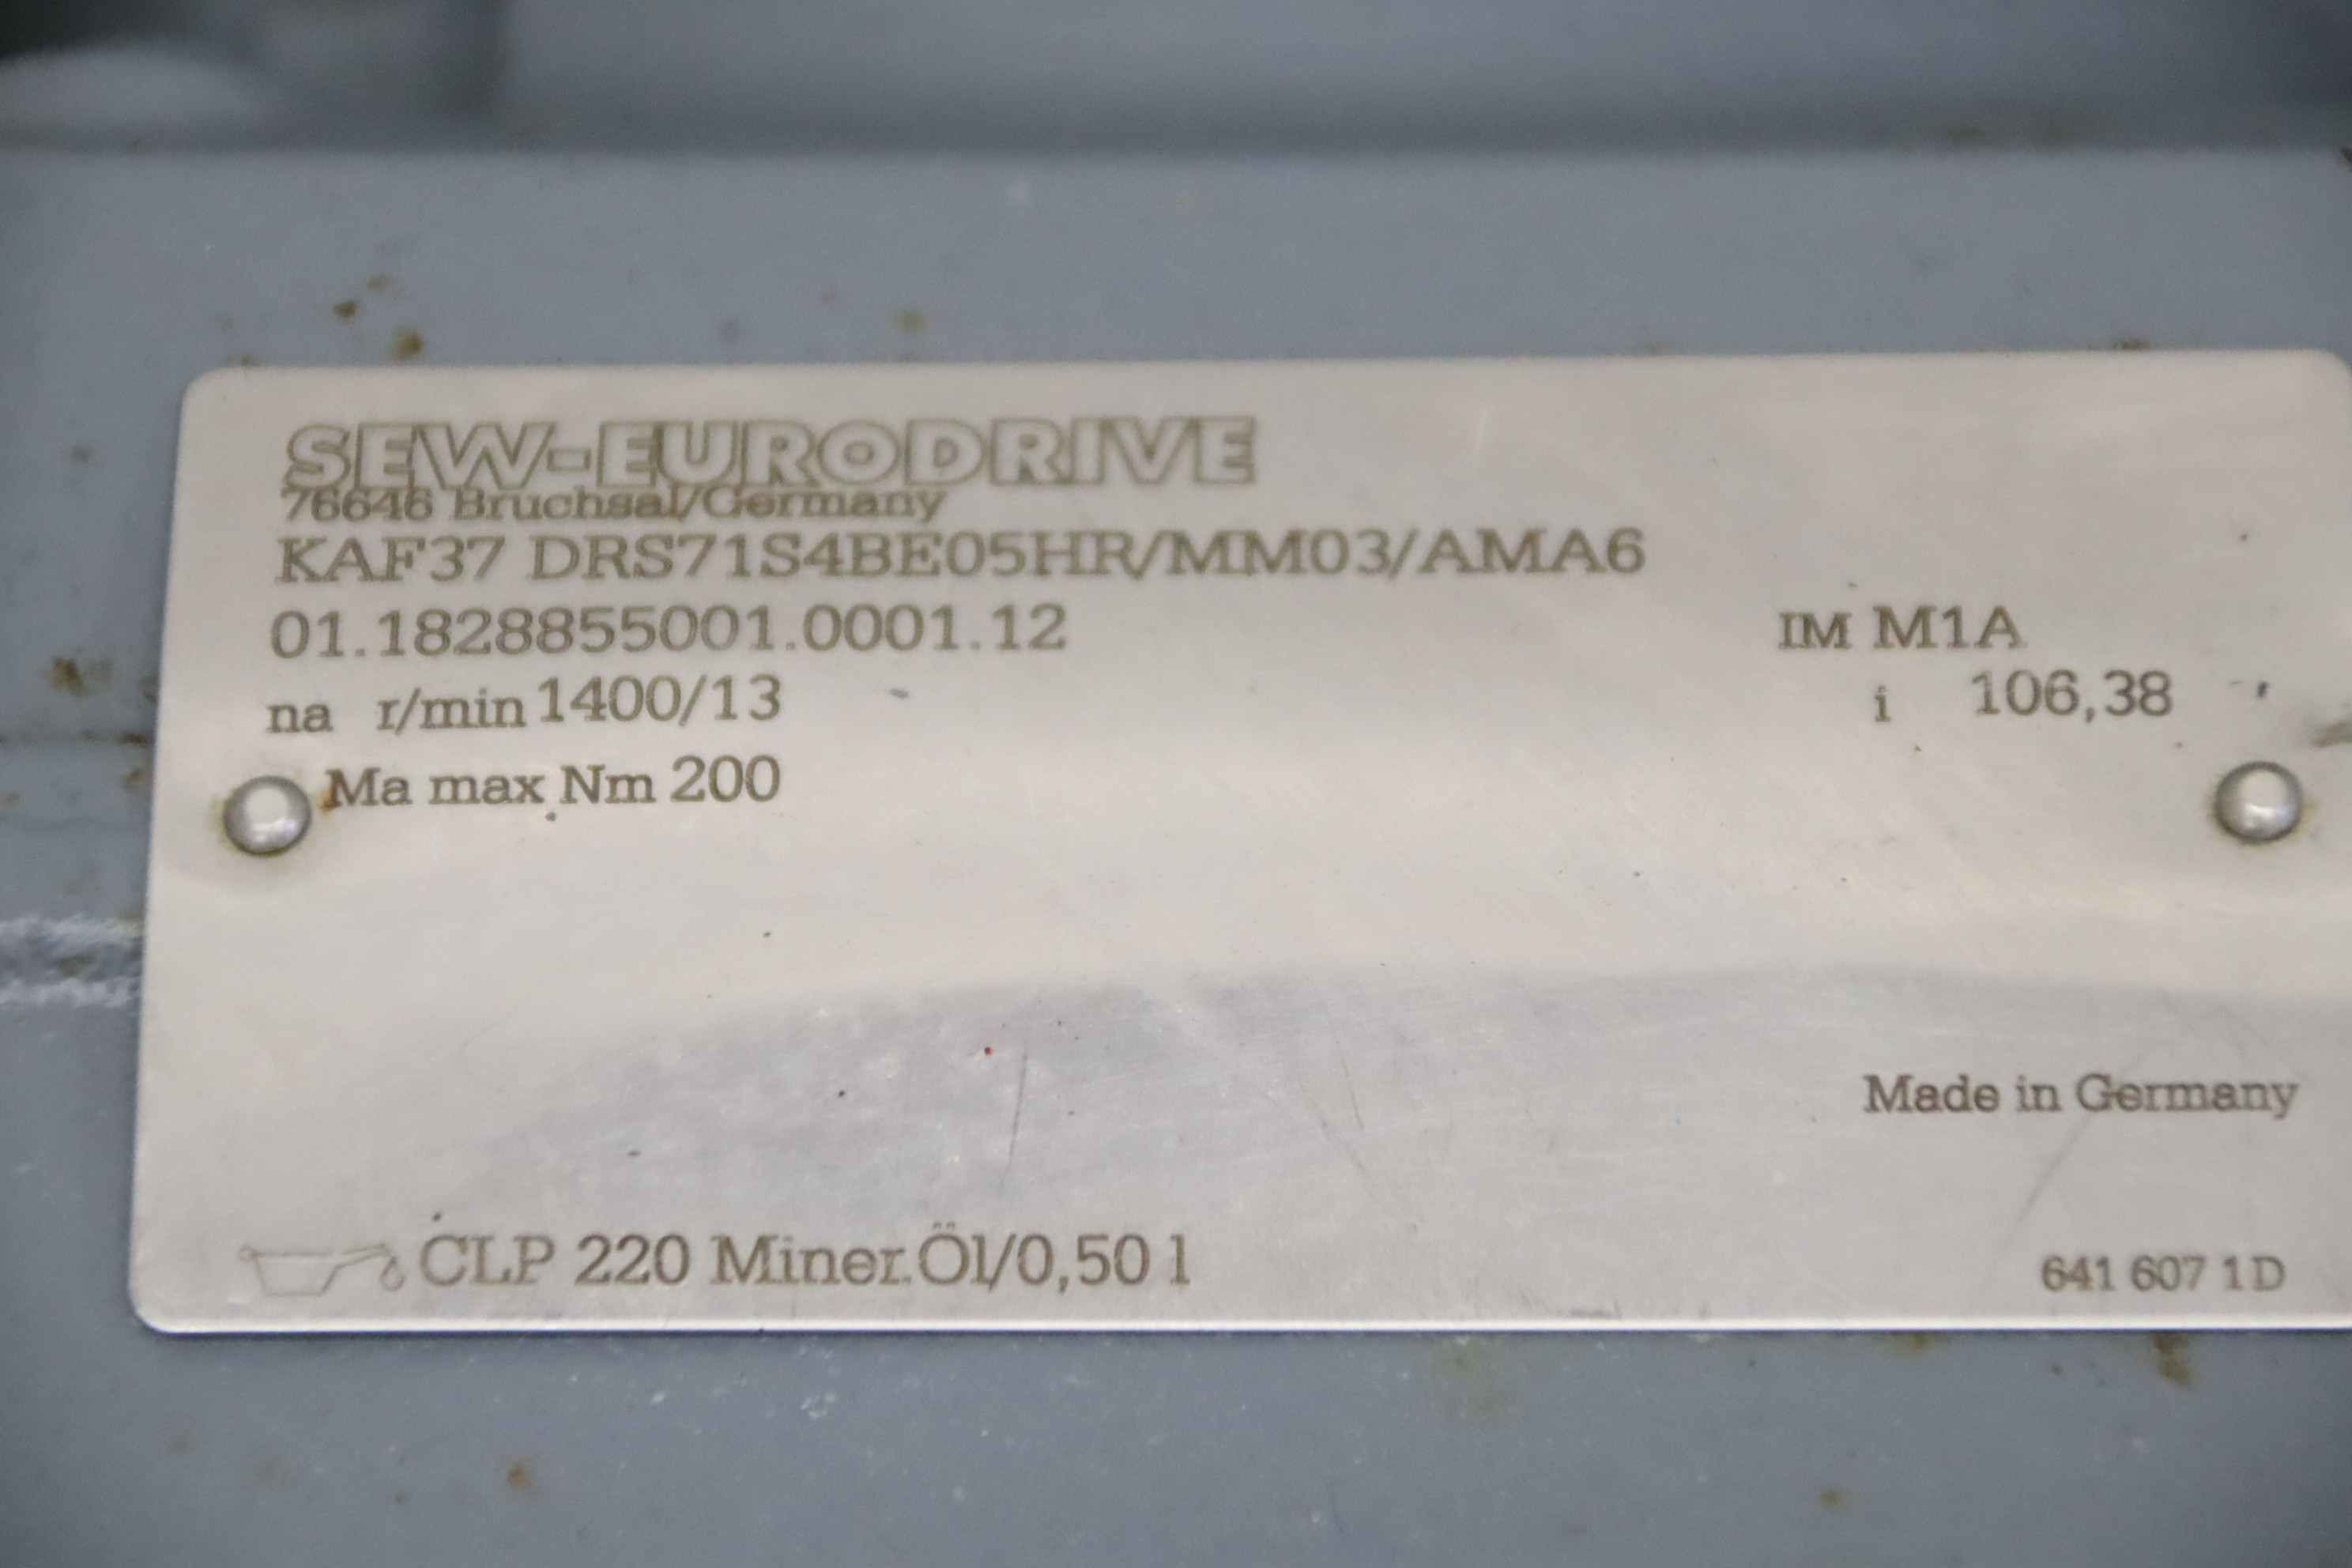 SEW-EURODRIVE
76646 Bruchsal/Germany
KAF37 DRS71S4BE05HR/MM03/AMA6
01.1828855001.0001.12 IM M1A
na r/min 1400/13 i 106,38
Ma max Nm 200
Made in Germany
CLP 220 Miner.Öl/0,50 l
641 607 1D